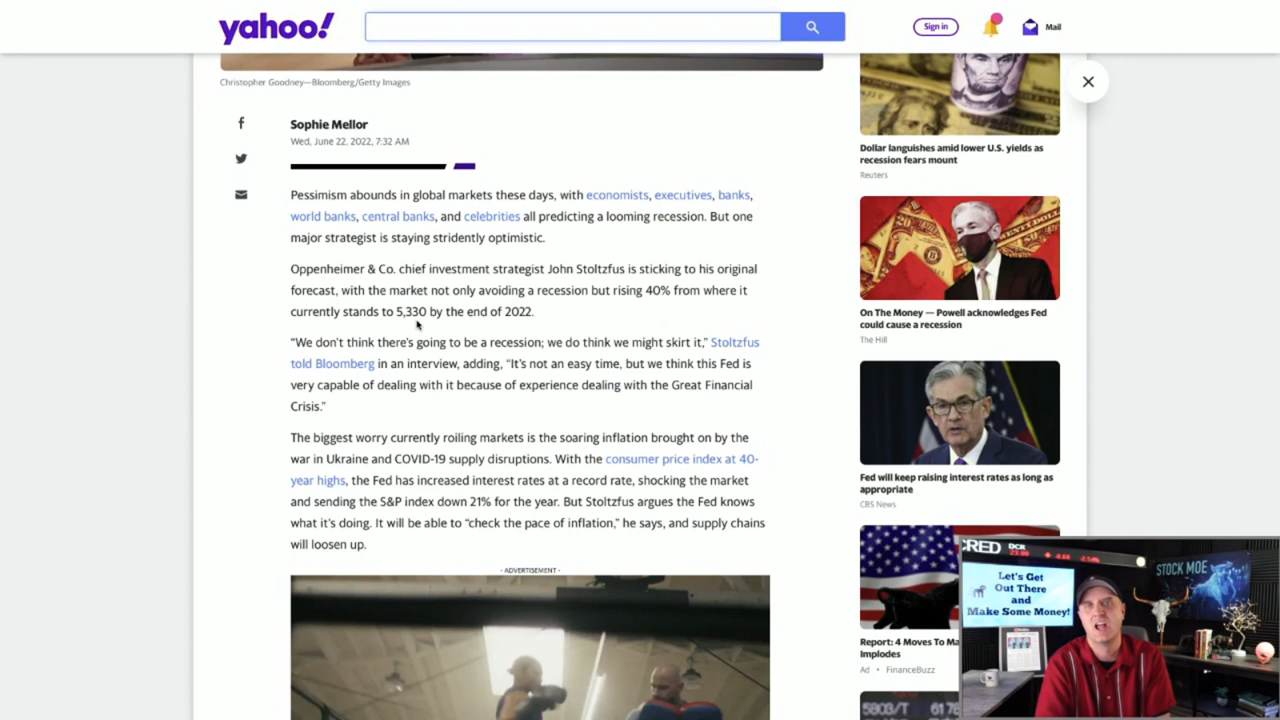 yahoo!
Sign in
Mail
Christopher Goodney—Bloomberg/Getty Images
Sophie Mellor
Wed, June 22, 2022, 7:32 AM
Pessimism abounds in global markets these days, with economists, executives, banks,
world banks, central banks, and celebrities all predicting a looming recession. But one
major strategist is staying stridently optimistic.
Oppenheimer & Co. chief investment strategist John Stoltzfus is sticking to his original
forecast, with the market not only avoiding a recession but rising 40% from where it
currently stands to 5,330 by the end of 2022.
“We don’t think there’s going to be a recession; we do think we might skirt it,” Stoltzfus
told Bloomberg in an interview, adding, “It’s not an easy time, but we think this Fed is
very capable of dealing with it because of experience dealing with the Great Financial
Crisis.”
The biggest worry currently roiling markets is the soaring inflation brought on by the
war in Ukraine and COVID-19 supply disruptions. With the consumer price index at 40-
year highs, the Fed has increased interest rates at a record rate, shocking the market
and sending the S&P index down 21% for the year. But Stoltzfus argues the Fed knows
what it’s doing. It will be able to “check the pace of inflation,” he says, and supply chains
will loosen up.
- ADVERTISEMENT -
Dollar languishes amid lower U.S. yields as
recession fears mount
Reuters
On The Money — Powell acknowledges Fed
could cause a recession
The Hill
Fed will keep raising interest rates as long as
appropriate
CBS News
Report: 4 Moves To Ma
Implodes
Ad • FinanceBuzz
5803/T 6178
CRED DCR
Let's Get
Out There
and
Make Some Money!
STOCK MOE